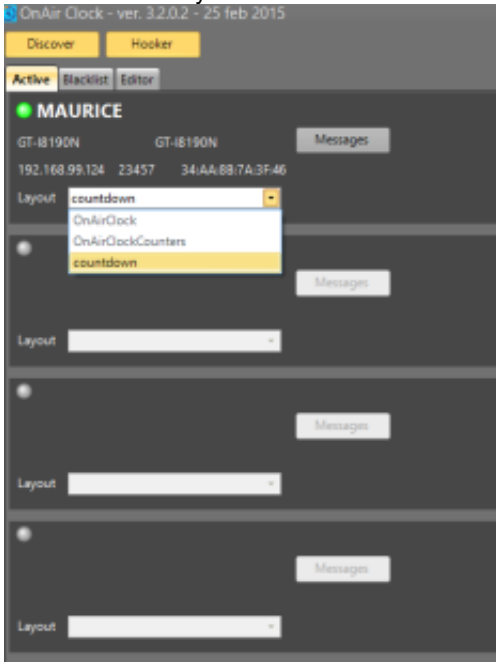 OnAir Clock - ver. 3.2.0.2 - 25 feb 2015
Discover Hooker
Active Blacklist Editor
MAURICE
GT-I8190N GT-I8190N Messages
192.168.99.124 23457 34:AA:8B:7A:3F:46
Layout countdown
OnAirClock
OnAirClockCounters
countdown
Messages
Layout
Messages
Layout
Messages
Layout